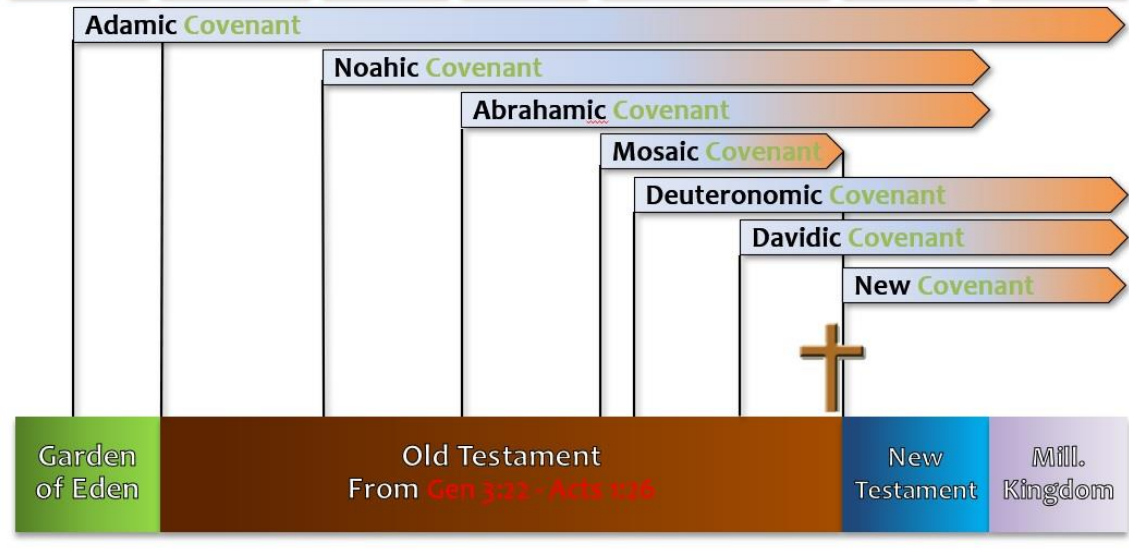 Adamic Covenant
Noahic Covenant
Abrahamic Covenant
Mosaic Covenant
Deuteronomic Covenant
Davidic Covenant
New Covenant
Garden
of Eden
Old Testament
From Gen 3:22 - Acts 1:26
New
Testament
Mill.
Kingdom